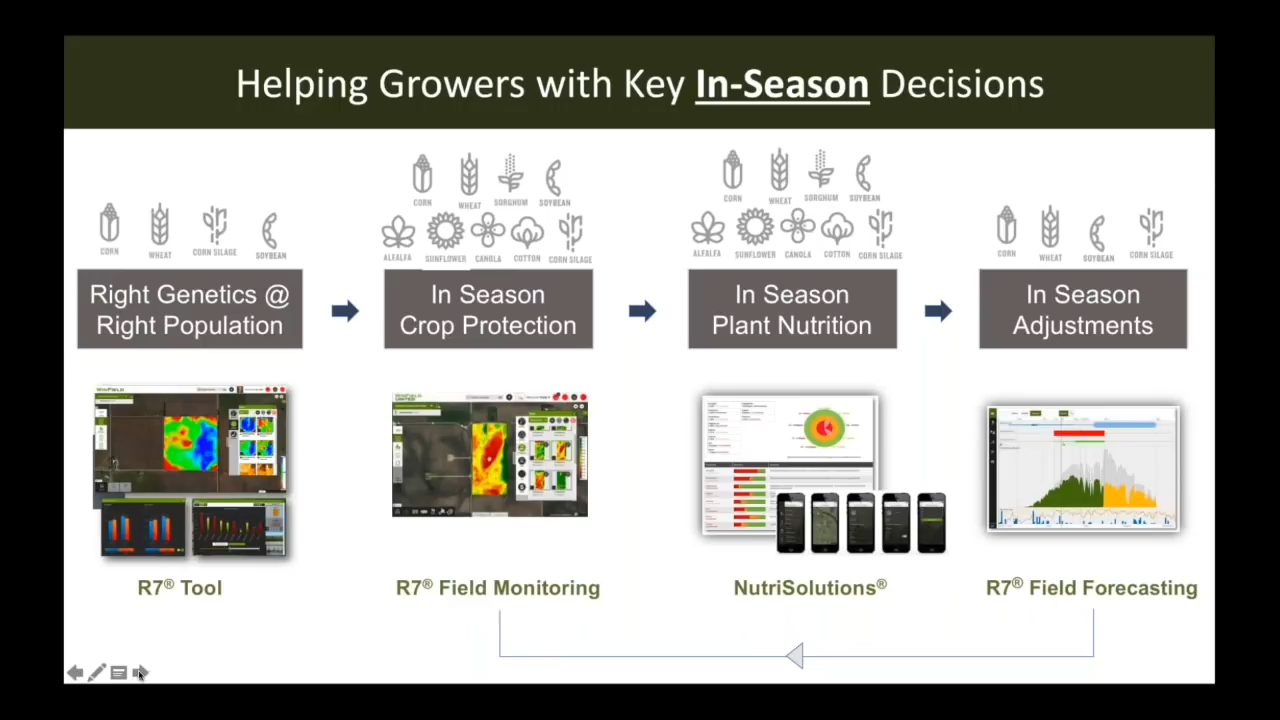 Helping Growers with Key In-Season Decisions
CORN
WHEAT
CORN SILAGE
SOYBEAN
Right Genetics @
Right Population
CORN
WHEAT
SORGHUM
SOYBEAN
ALFALFA
SUNFLOWER
CANOLA
COTTON
CORN SILAGE
In Season
Crop Protection
CORN
WHEAT
SORGHUM
SOYBEAN
ALFALFA
SUNFLOWER
CANOLA
COTTON
CORN SILAGE
In Season
Plant Nutrition
CORN
WHEAT
SOYBEAN
CORN SILAGE
In Season
Adjustments
WINFIELD
WINFIELD
UNITED
R7® Tool
R7® Field Monitoring
NutriSolutions®
R7® Field Forecasting